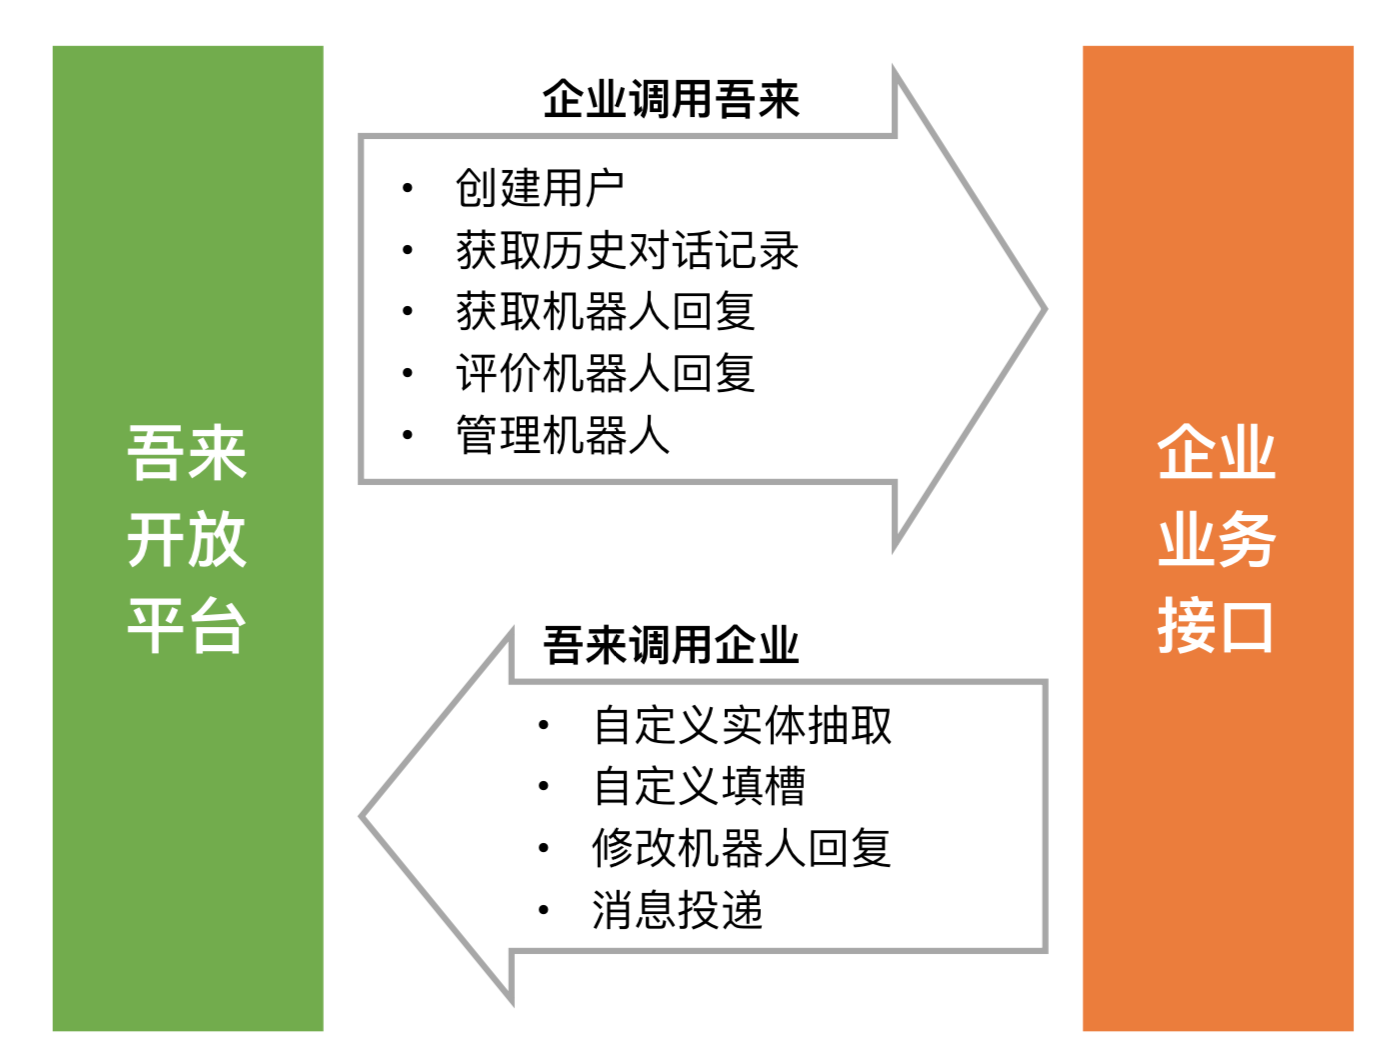 吾来
开放
平台
企业调用吾来
• 创建用户
• 获取历史对话记录
• 获取机器人回复
• 评价机器人回复
• 管理机器人
吾来调用企业
• 自定义实体抽取
• 自定义填槽
• 修改机器人回复
• 消息投递
企业
业务
接口